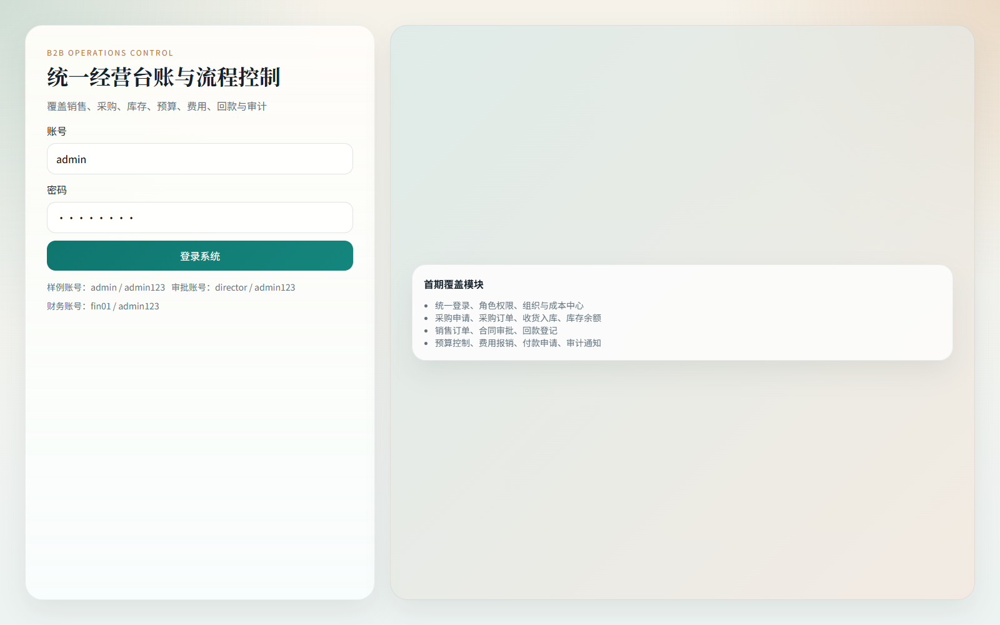 B2B OPERATIONS CONTROL
统一经营台账与流程控制
覆盖销售、采购、库存、预算、费用、回款与审计
账号
admin
密码
••••••••
登录系统
样例账号：admin / admin123 审批账号：director / admin123
财务账号：fin01 / admin123
首期覆盖模块
• 统一登录、角色权限、组织与成本中心
• 采购申请、采购订单、收货入库、库存余额
• 销售订单、合同审批、回款登记
• 预算控制、费用报销、付款申请、审计通知